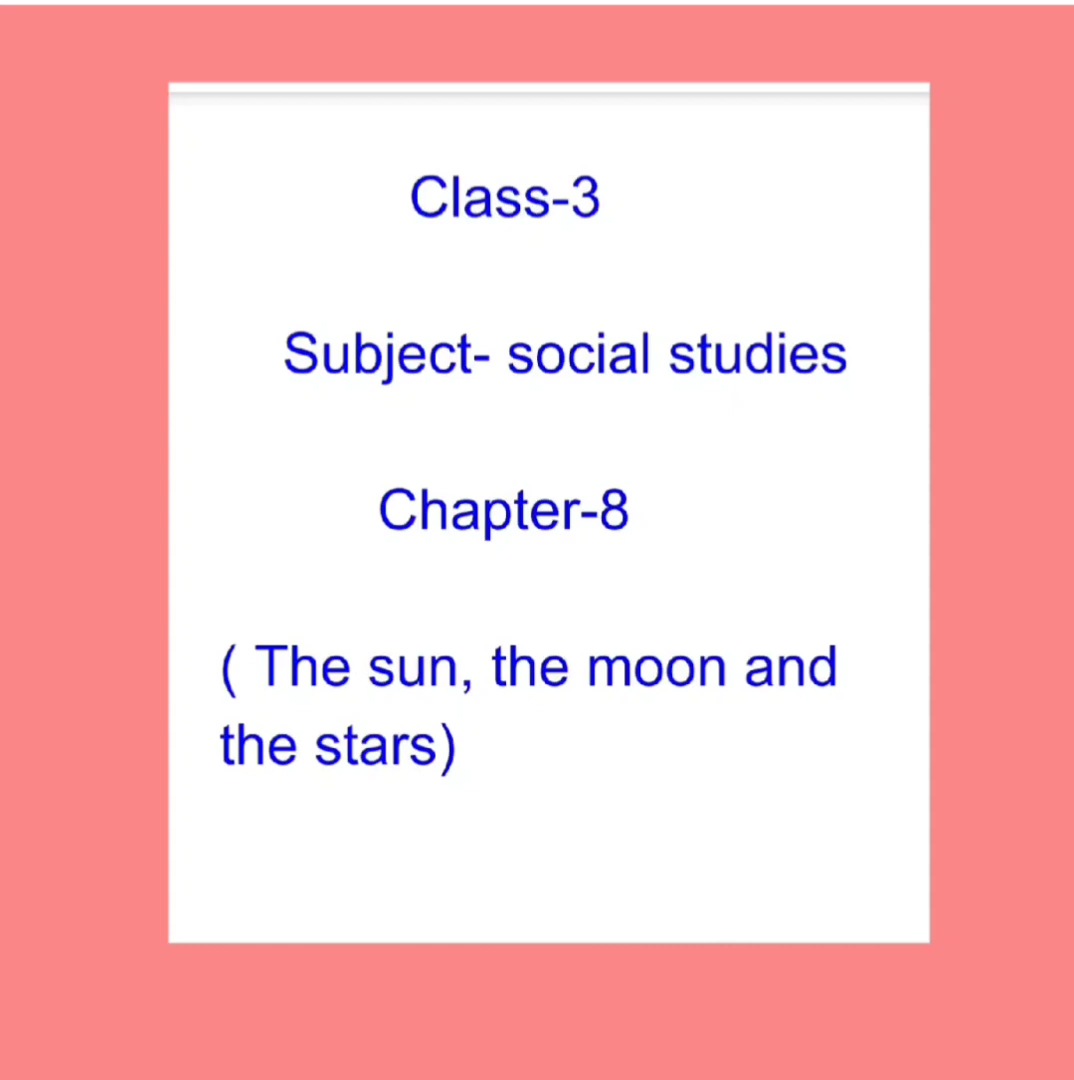 Class-3
Subject- social studies
Chapter-8
( The sun, the moon and
the stars)